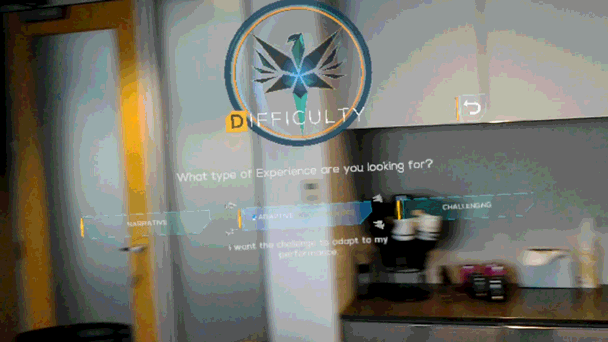 DIFFICULTY
What type of Experience are you looking for?
NARRATIVE
ADAPTIVE
CHALLENGING
I want the challenge to adapt to my
performance